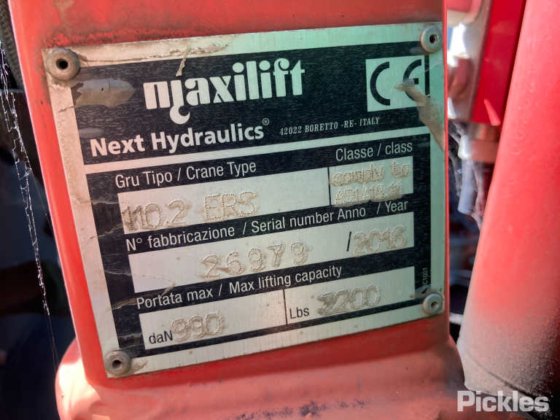 maxilift
CE
Next Hydraulics® 42022 BORETTO -RE- ITALY
Gru Tipo / Crane Type Classe / class
110.2 ERS
N° fabbricazione / Serial number Anno / Year
26979 /2016
Portata max / Max lifting capacity
daN 990 Lbs 2200
Pickles